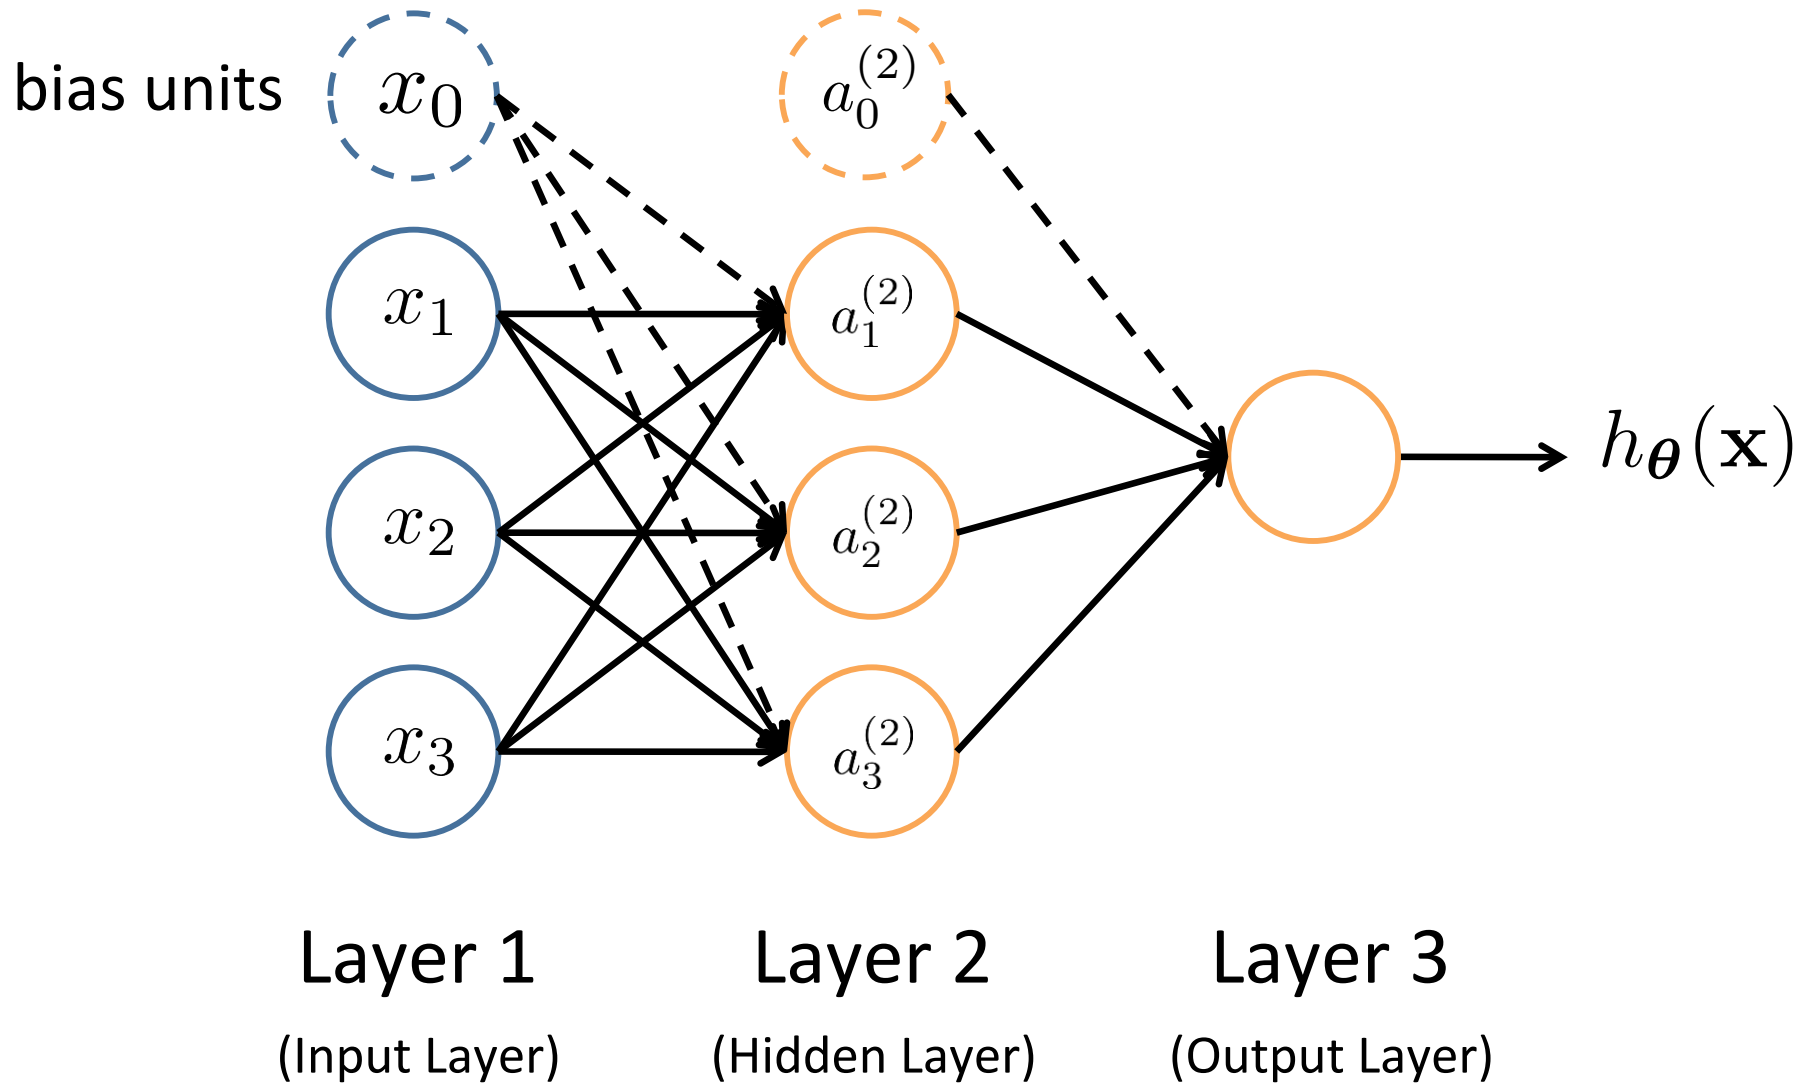 bias units
x₀
a₀⁽²⁾
x₁
a₁⁽²⁾
x₂
a₂⁽²⁾
x₃
a₃⁽²⁾
h_𝜽(𝐱)
Layer 1
Layer 2
Layer 3
(Input Layer)
(Hidden Layer)
(Output Layer)